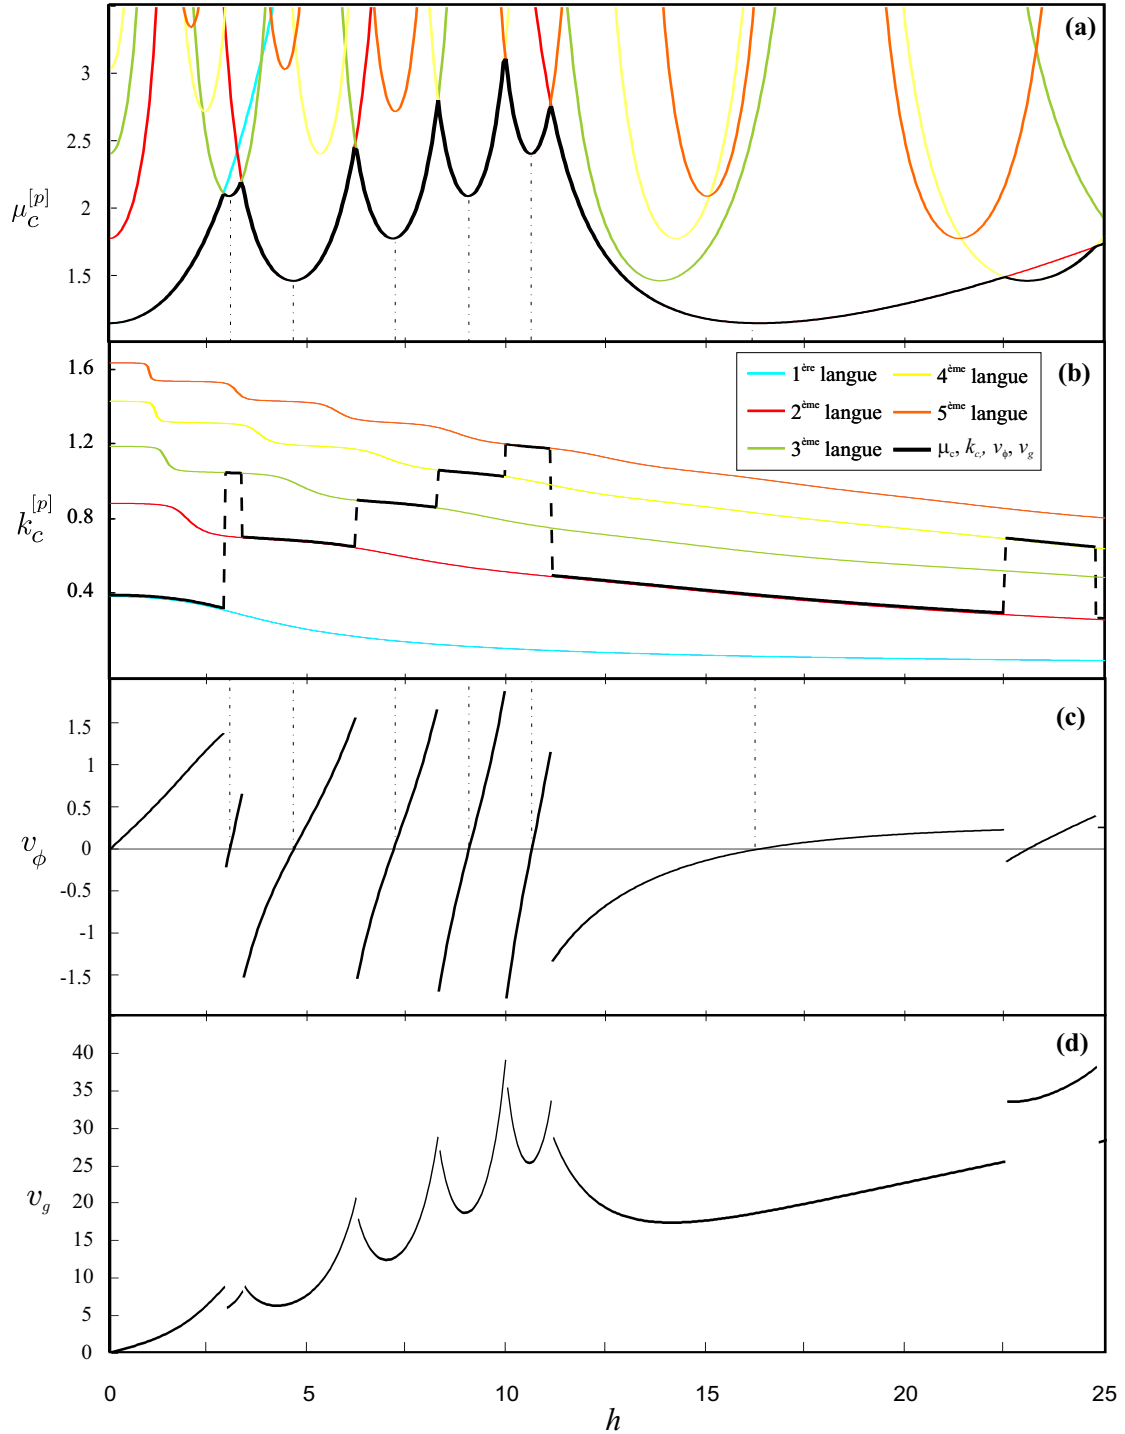 (a)
3
2.5
μ_c^[p]
2
1.5
(b)
1.6
1ère langue
4ème langue
2ème langue
5ème langue
3ème langue
μc, kc, vϕ, vg
1.2
k_c^[p]
0.8
0.4
(c)
1.5
1
0.5
vϕ
0
-0.5
-1
-1.5
(d)
40
35
30
25
20
vg
15
10
5
0
0 5 10 15 20 25
h